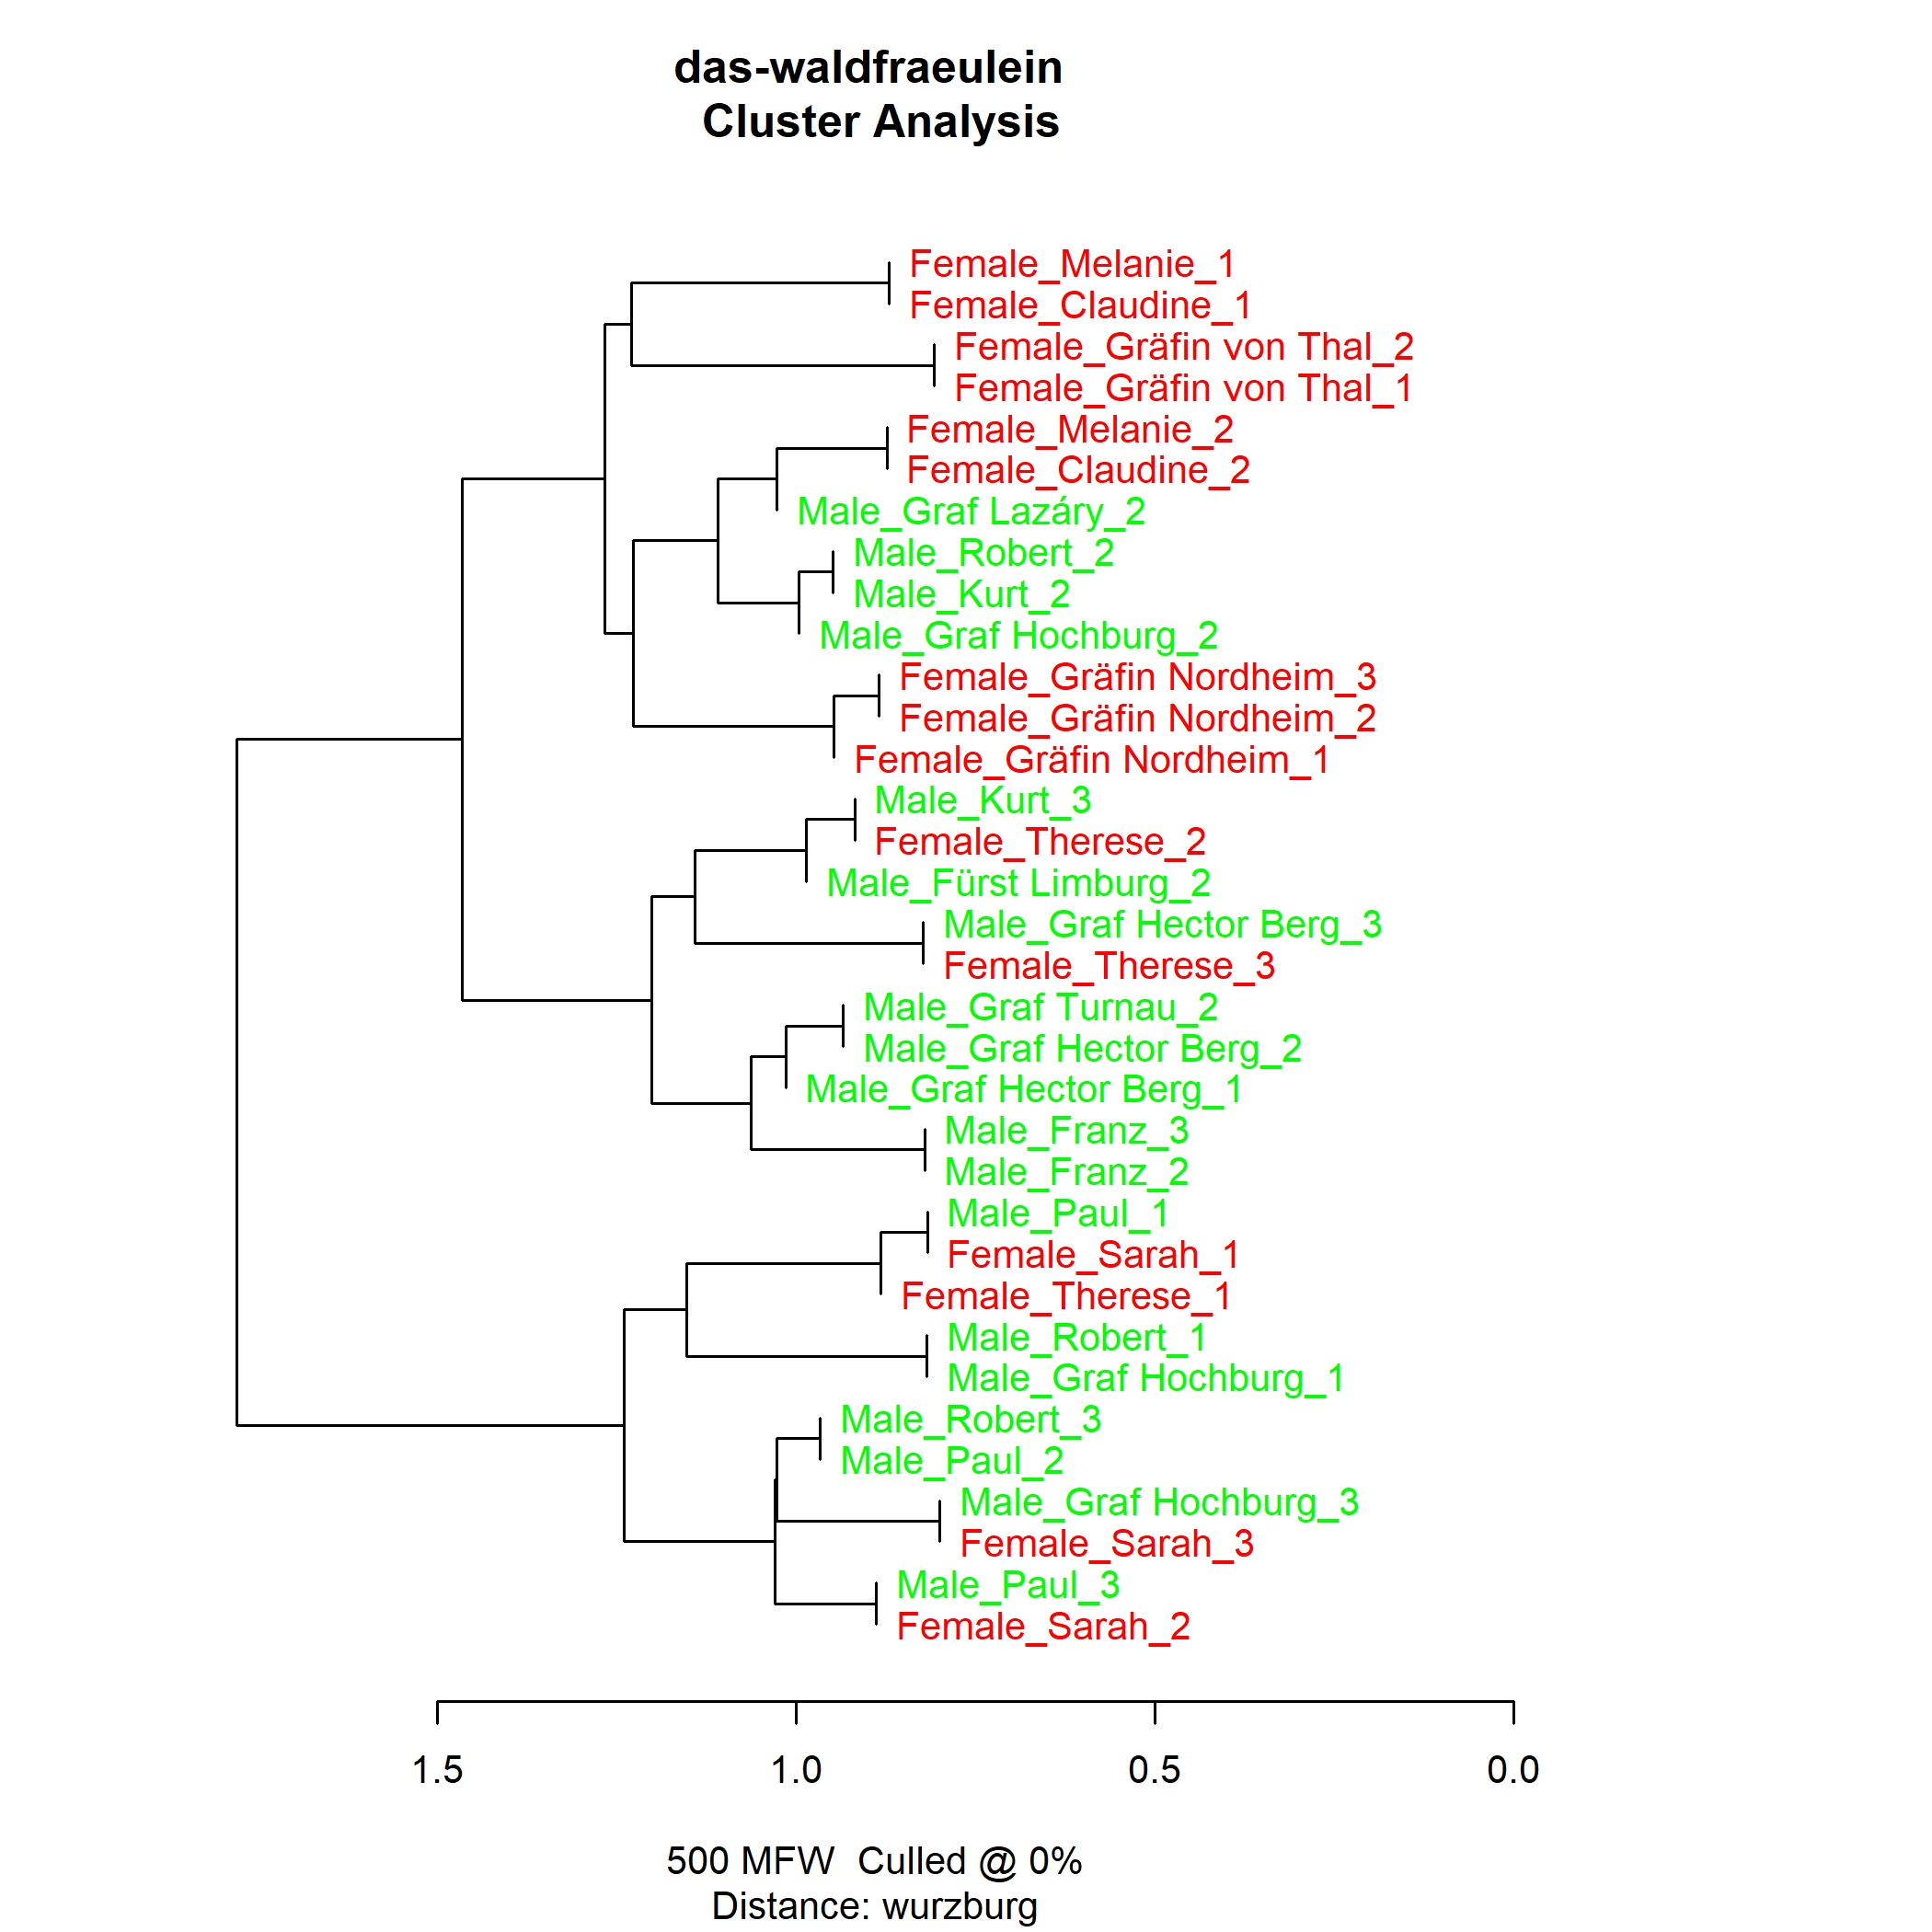 das-waldfraeulein
Cluster Analysis
Female_Melanie_1
Female_Claudine_1
Female_Gräfin von Thal_2
Female_Gräfin von Thal_1
Female_Melanie_2
Female_Claudine_2
Male_Graf Lazáry_2
Male_Robert_2
Male_Kurt_2
Male_Graf Hochburg_2
Female_Gräfin Nordheim_3
Female_Gräfin Nordheim_2
Female_Gräfin Nordheim_1
Male_Kurt_3
Female_Therese_2
Male_Fürst Limburg_2
Male_Graf Hector Berg_3
Female_Therese_3
Male_Graf Turnau_2
Male_Graf Hector Berg_2
Male_Graf Hector Berg_1
Male_Franz_3
Male_Franz_2
Male_Paul_1
Female_Sarah_1
Female_Therese_1
Male_Robert_1
Male_Graf Hochburg_1
Male_Robert_3
Male_Paul_2
Male_Graf Hochburg_3
Female_Sarah_3
Male_Paul_3
Female_Sarah_2
1.5 1.0 0.5 0.0
500 MFW  Culled @ 0%
Distance: wurzburg